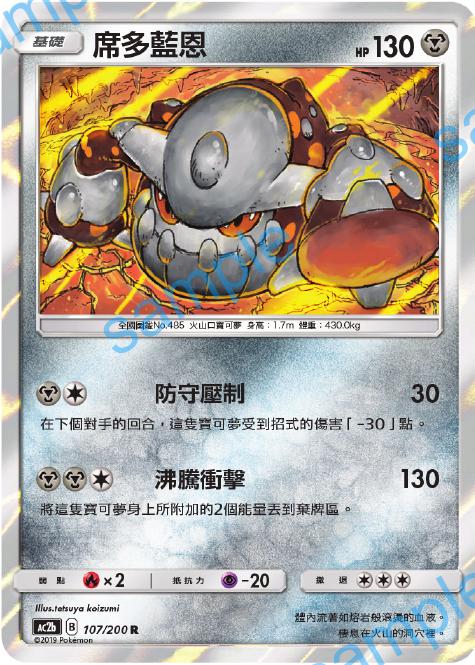 基礎 席多藍恩 HP 130
全國圖鑑No.485 火山口寶可夢 身高：1.7m 體重：430.0kg
防守壓制 30
在下個對手的回合，這隻寶可夢受到招式的傷害「-30」點。
沸騰衝擊 130
將這隻寶可夢身上所附加的2個能量丟到棄牌區。
弱點 ×2 抵抗力 -20 撤退
Illus.tetsuya koizumi
AC2b B 107/200 R
©2019 Pokémon
體內流著如熔岩般滾燙的血液。
棲息在火山的洞穴裡。
sample